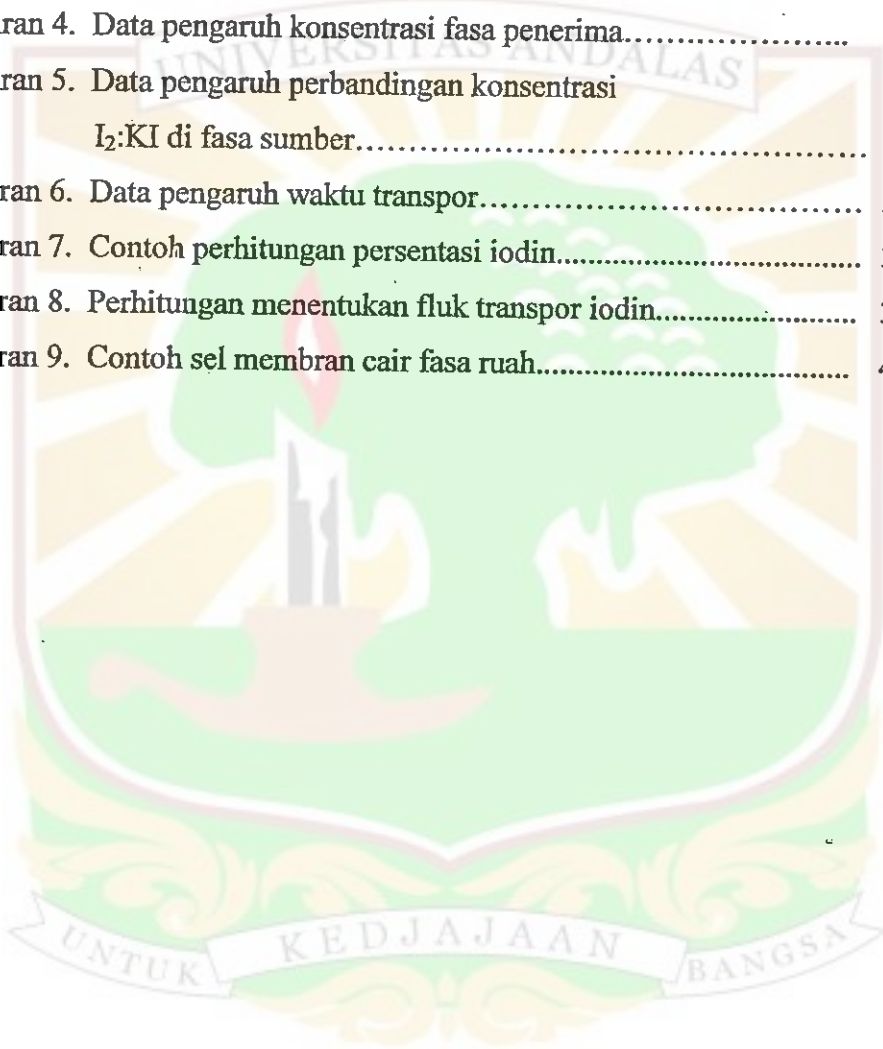 ran 4. Data pengaruh konsentrasi fasa penerima........................
UNIVERSITAS ANDALAS
ran 5. Data pengaruh perbandingan konsentrasi
I₂:KI di fasa sumber........................................................
ran 6. Data pengaruh waktu transpor..........................................
ran 7. Contoh perhitungan persentasi iodin...................................
ran 8. Perhitungan menentukan fluk transpor iodin........................
ran 9. Contoh sel membran cair fasa ruah.....................................
UNTUK KEDJAJAAN BANGSA